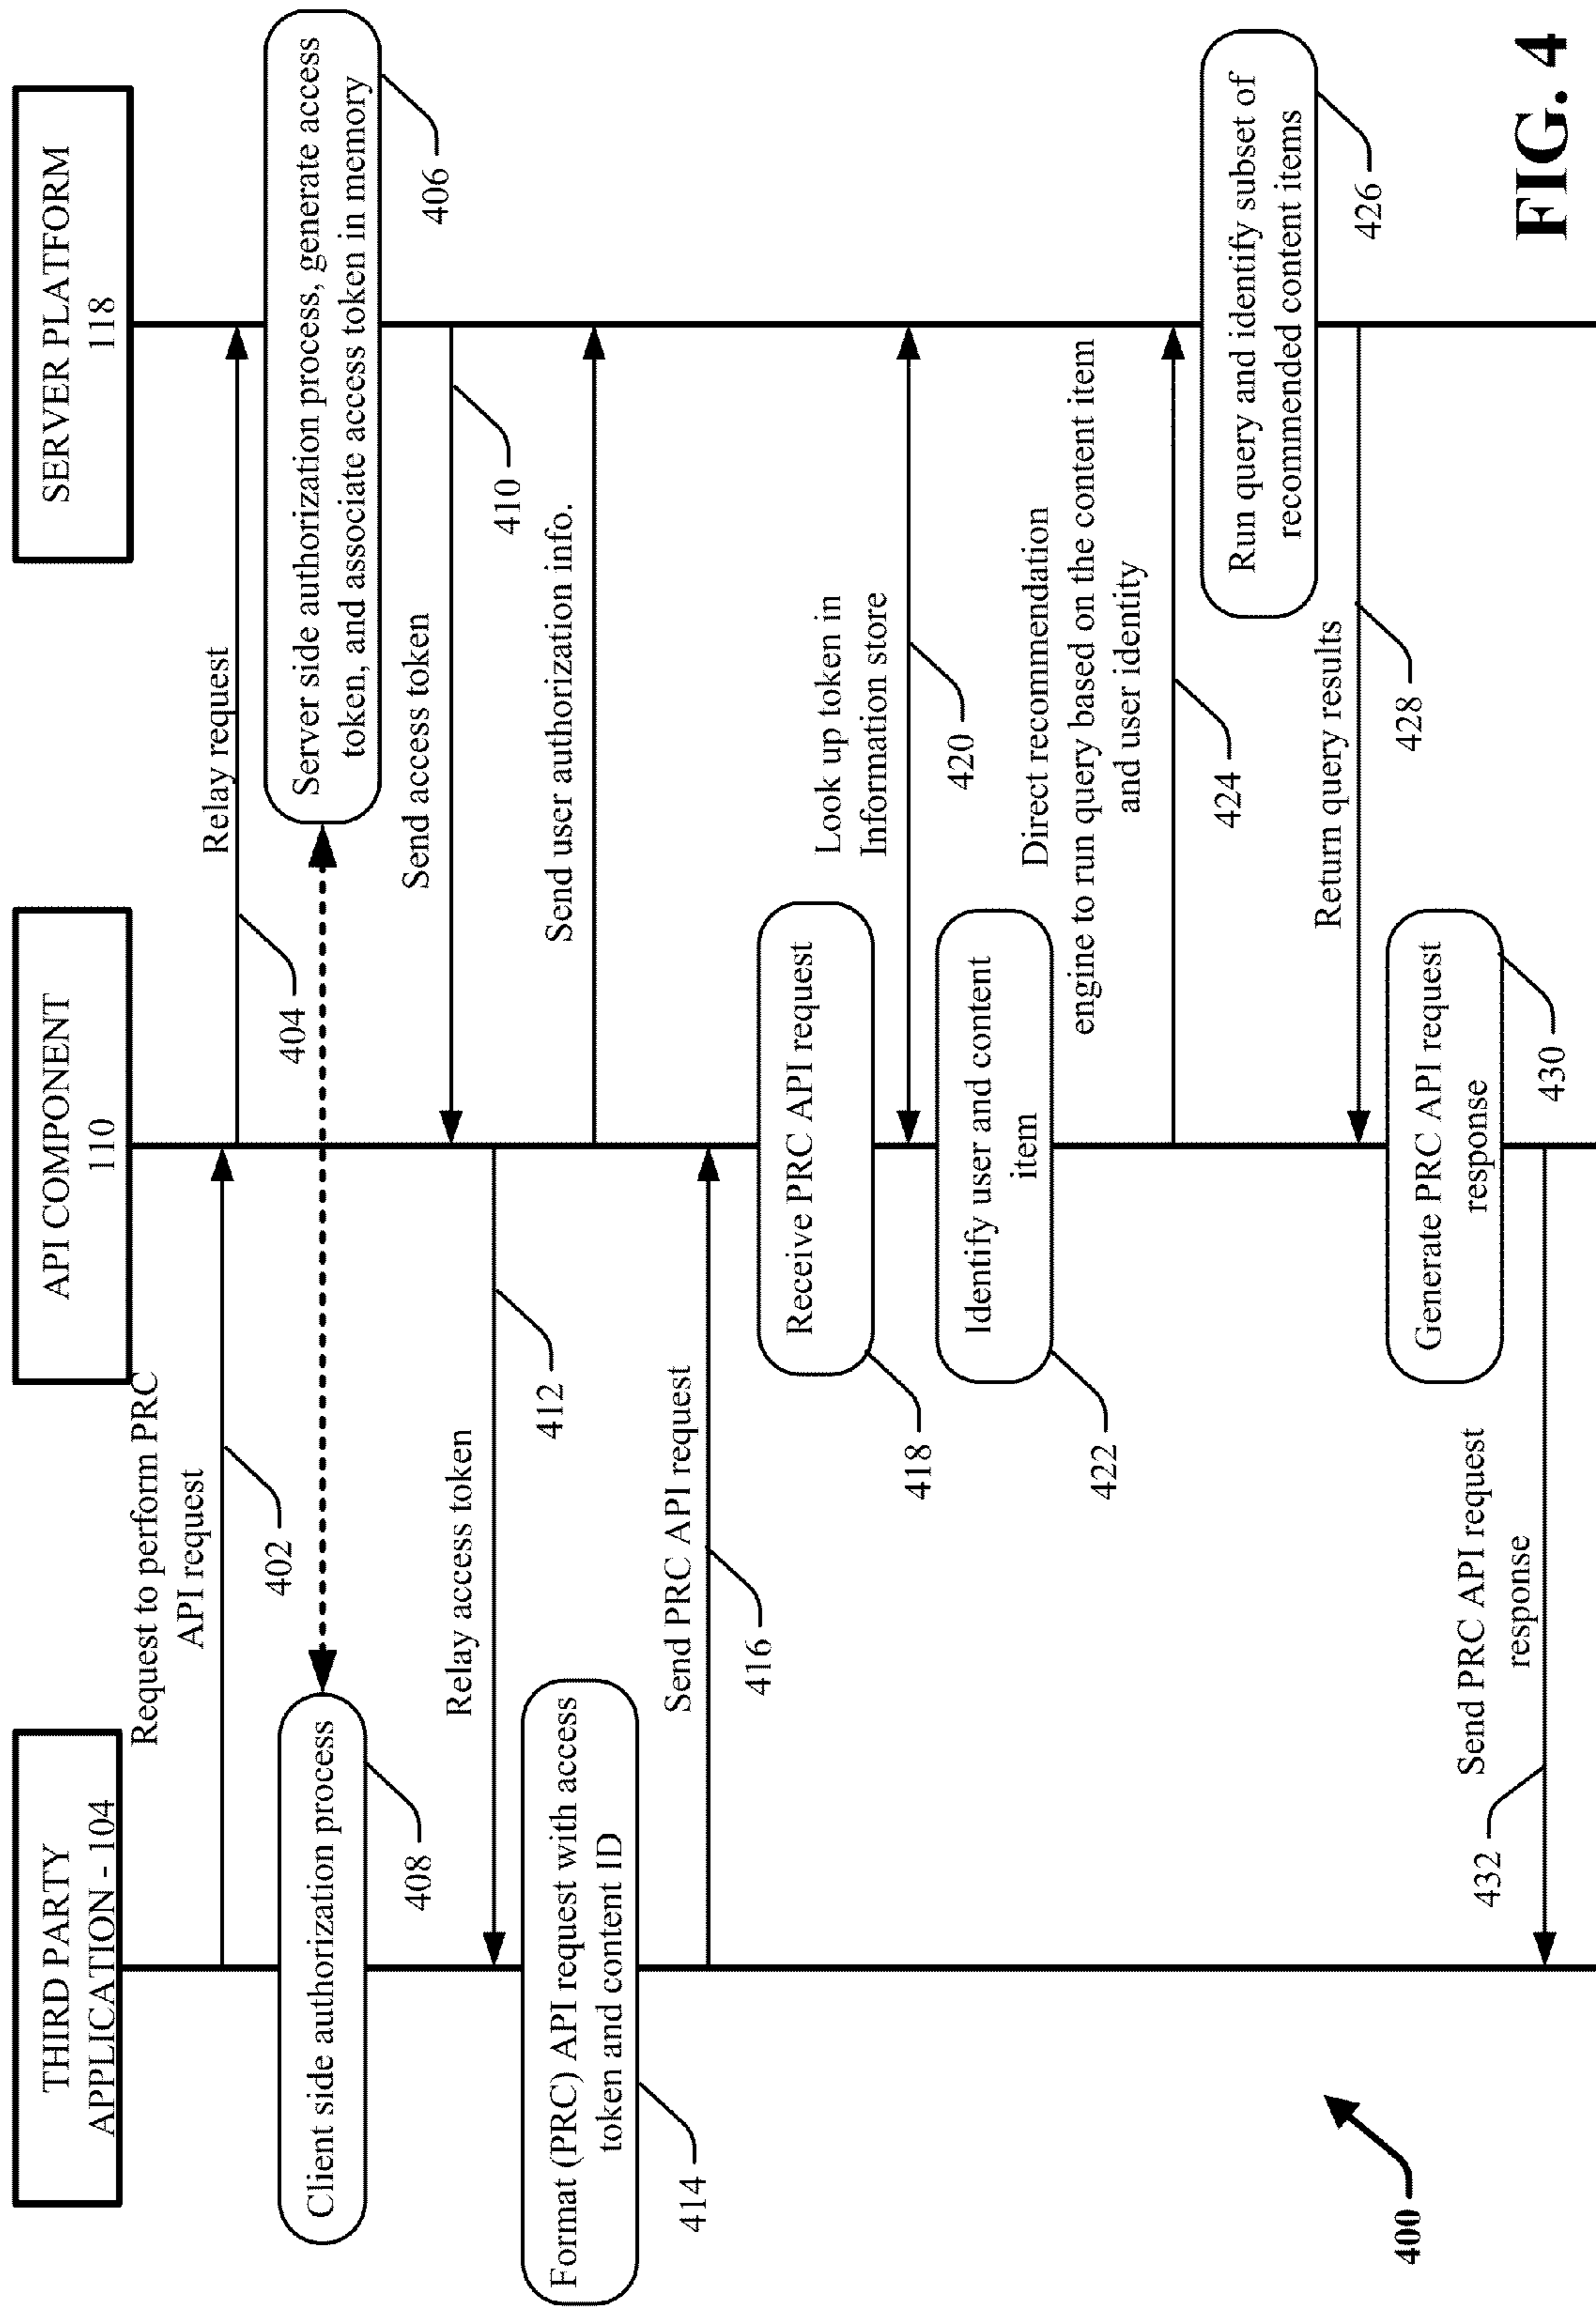 THIRD PARTY
APPLICATION - 104
API COMPONENT
110
SERVER PLATFORM
118
Request to perform PRC
API request
402
Relay request
404
Server side authorization process, generate access
token, and associate access token in memory
406
Client side authorization process
408
Send access token
410
Relay access token
412
Format (PRC) API request with access
token and content ID
414
Send user authorization info.
Send PRC API request
416
Receive PRC API request
418
Look up token in
Information store
420
Identify user and content
item
422
Direct recommendation
engine to run query based on the content item
and user identity
424
Run query and identify subset of
recommended content items
426
Return query results
428
Generate PRC API request
response
430
Send PRC API request
response
432
400
FIG. 4